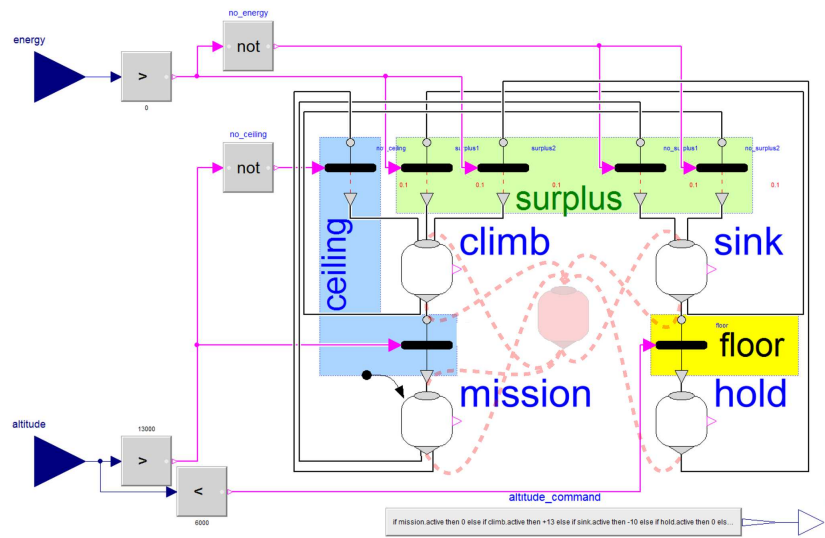 no_energy
energy
not
>
0
no_ceiling
not
no_ceiling
surplus1
surplus2
no_surplus1
no_surplus2
0.1
0.1
0.1
0.1
0.1
surplus
ceiling
climb
sink
floor
floor
mission
hold
altitude
13000
>
<
6000
altitude_command
if mission.active then 0 else if climb.active then +13 else if sink.active then -10 else if hold.active then 0 els...